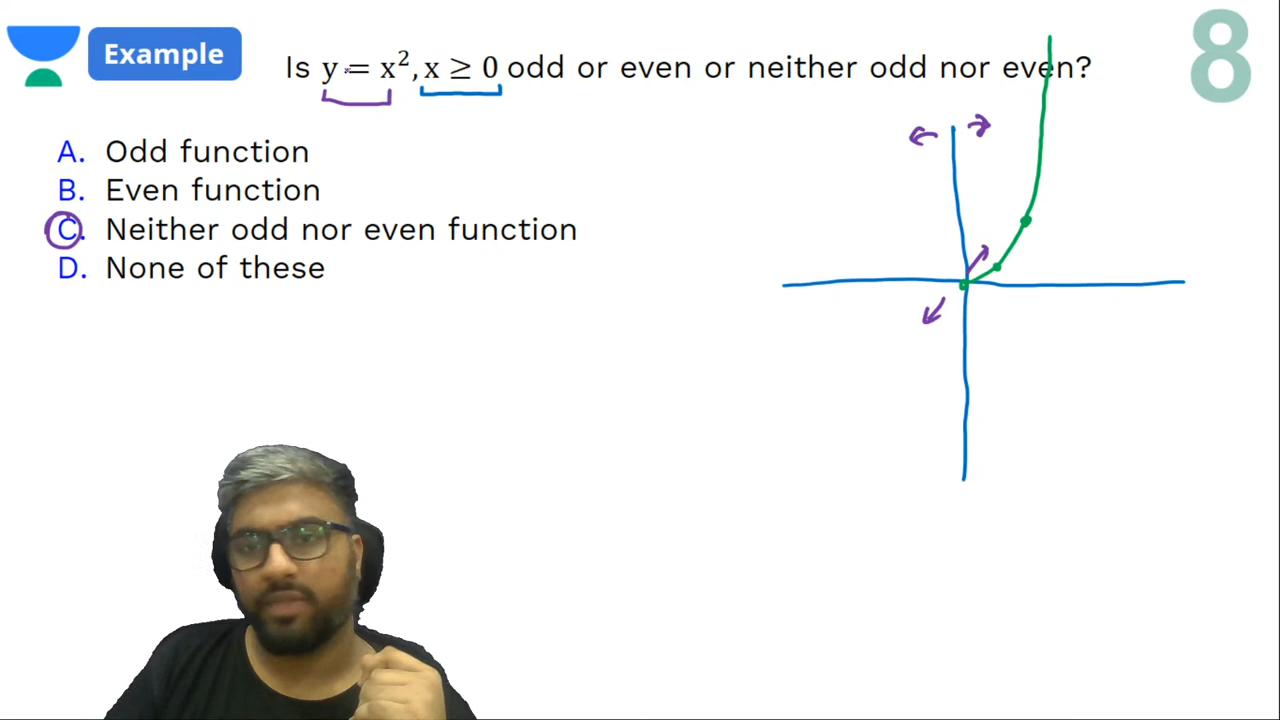 Example
Is y = x², x ≥ 0 odd or even or neither odd nor even?
8
A. Odd function
B. Even function
C. Neither odd nor even function
D. None of these